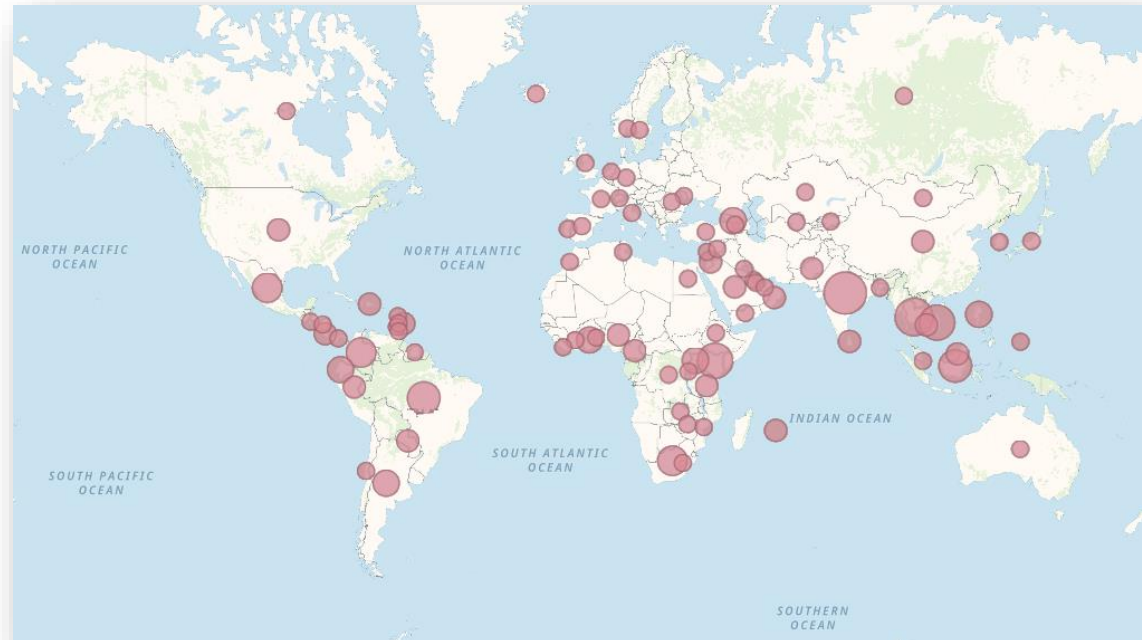 NORTH PACIFIC
OCEAN
NORTH ATLANTIC
OCEAN
INDIAN OCEAN
SOUTH ATLANTIC
OCEAN
SOUTH PACIFIC
OCEAN
SOUTHERN
OCEAN